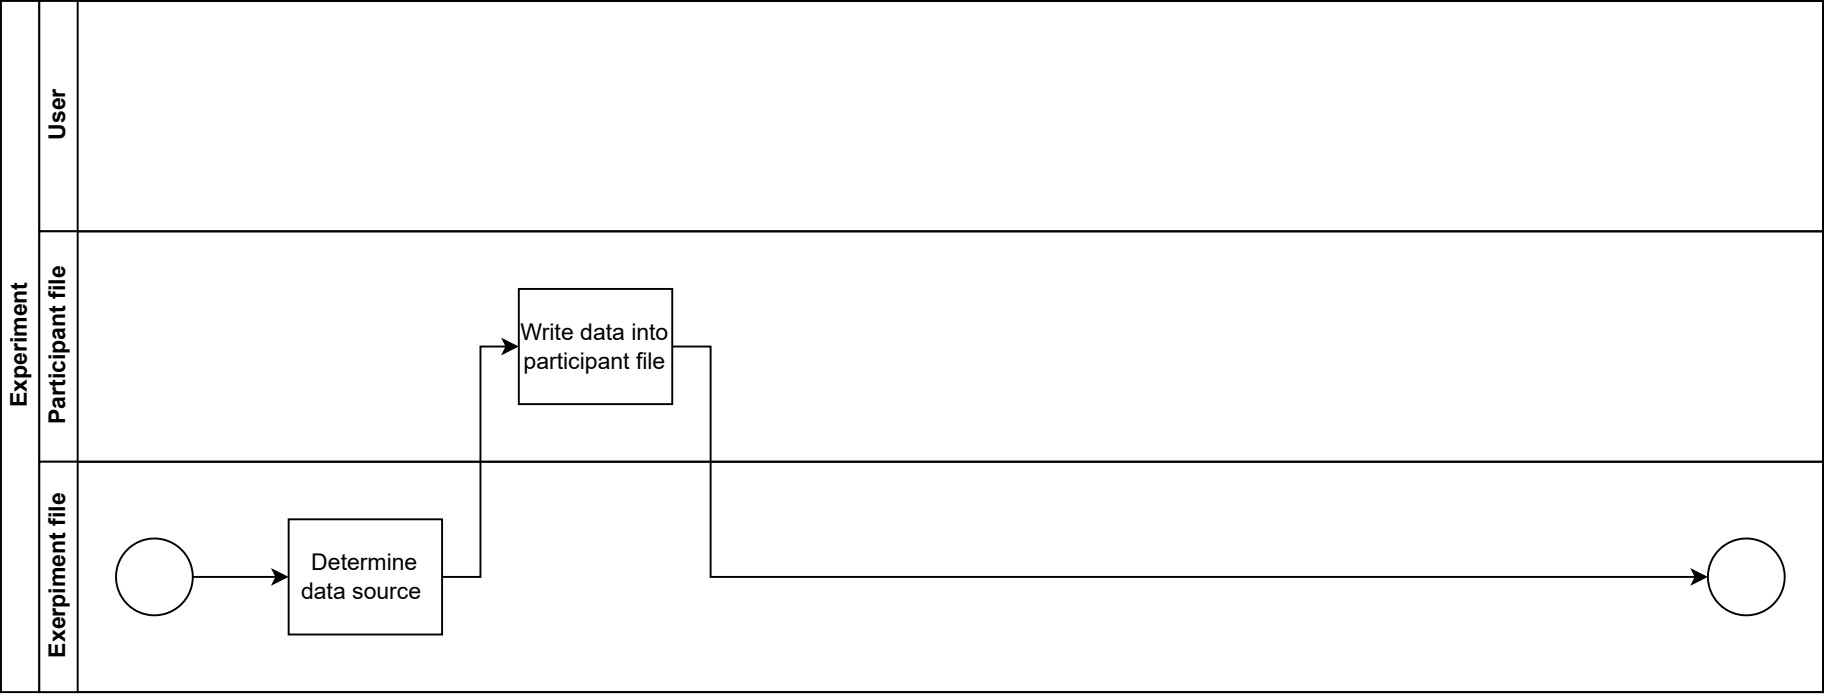 Experiment
User
Participant file
Write data into
participant file
Exerpiment file
Determine
data source